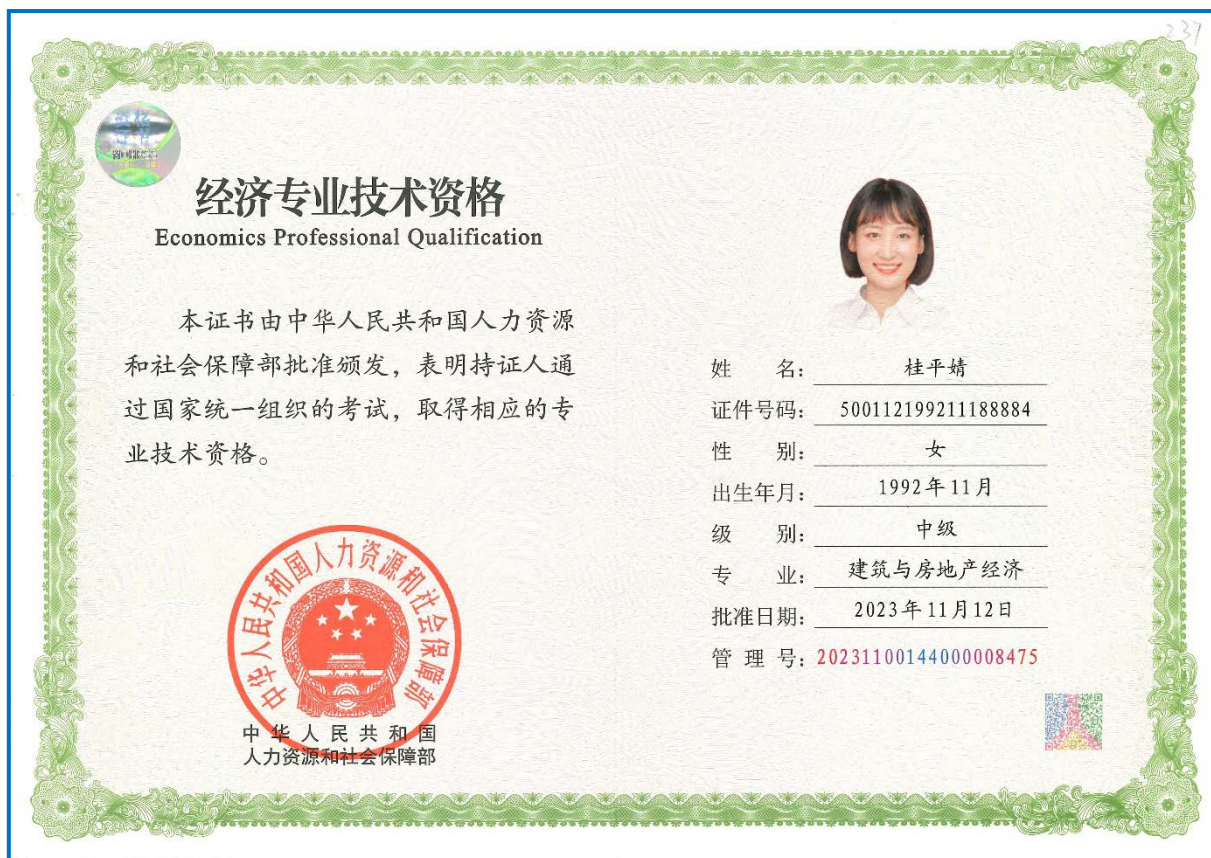 237
经济专业技术资格
Economics Professional Qualification
本证书由中华人民共和国人力资源
和社会保障部批准颁发，表明持证人通
过国家统一组织的考试，取得相应的专
业技术资格。
中华人民共和国人力资源和社会保障部
中华人民共和国
人力资源和社会保障部
姓 名：桂平婧
证件号码：500112199211188884
性 别：女
出生年月：1992年11月
级 别：中级
专 业：建筑与房地产经济
批准日期：2023年11月12日
管 理 号：20231100144000008475